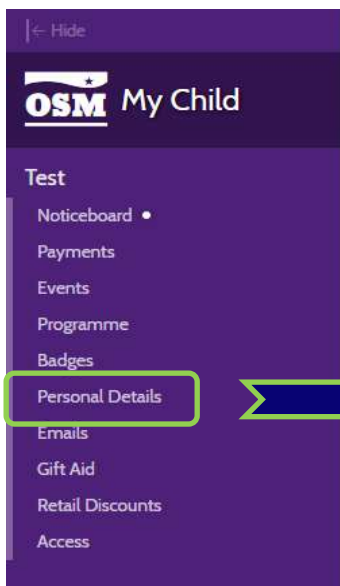 |← Hide
OSM My Child
Test
Noticeboard •
Payments
Events
Programme
Badges
Personal Details
Emails
Gift Aid
Retail Discounts
Access